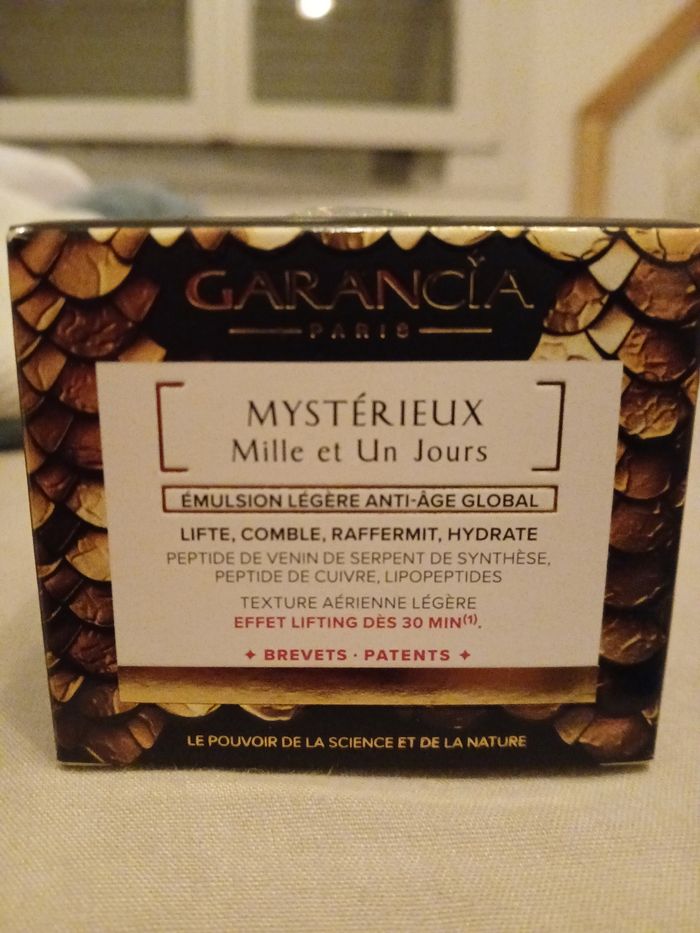 GARANCÏA
PARIS
MYSTÉRIEUX
Mille et Un Jours
ÉMULSION LÉGÈRE ANTI-ÂGE GLOBAL
LIFTE, COMBLE, RAFFERMIT, HYDRATE
PEPTIDE DE VENIN DE SERPENT DE SYNTHÈSE,
PEPTIDE DE CUIVRE, LIPOPEPTIDES
TEXTURE AÉRIENNE LÉGÈRE
EFFET LIFTING DÈS 30 MIN⁽¹⁾.
✦ BREVETS · PATENTS ✦
LE POUVOIR DE LA SCIENCE ET DE LA NATURE